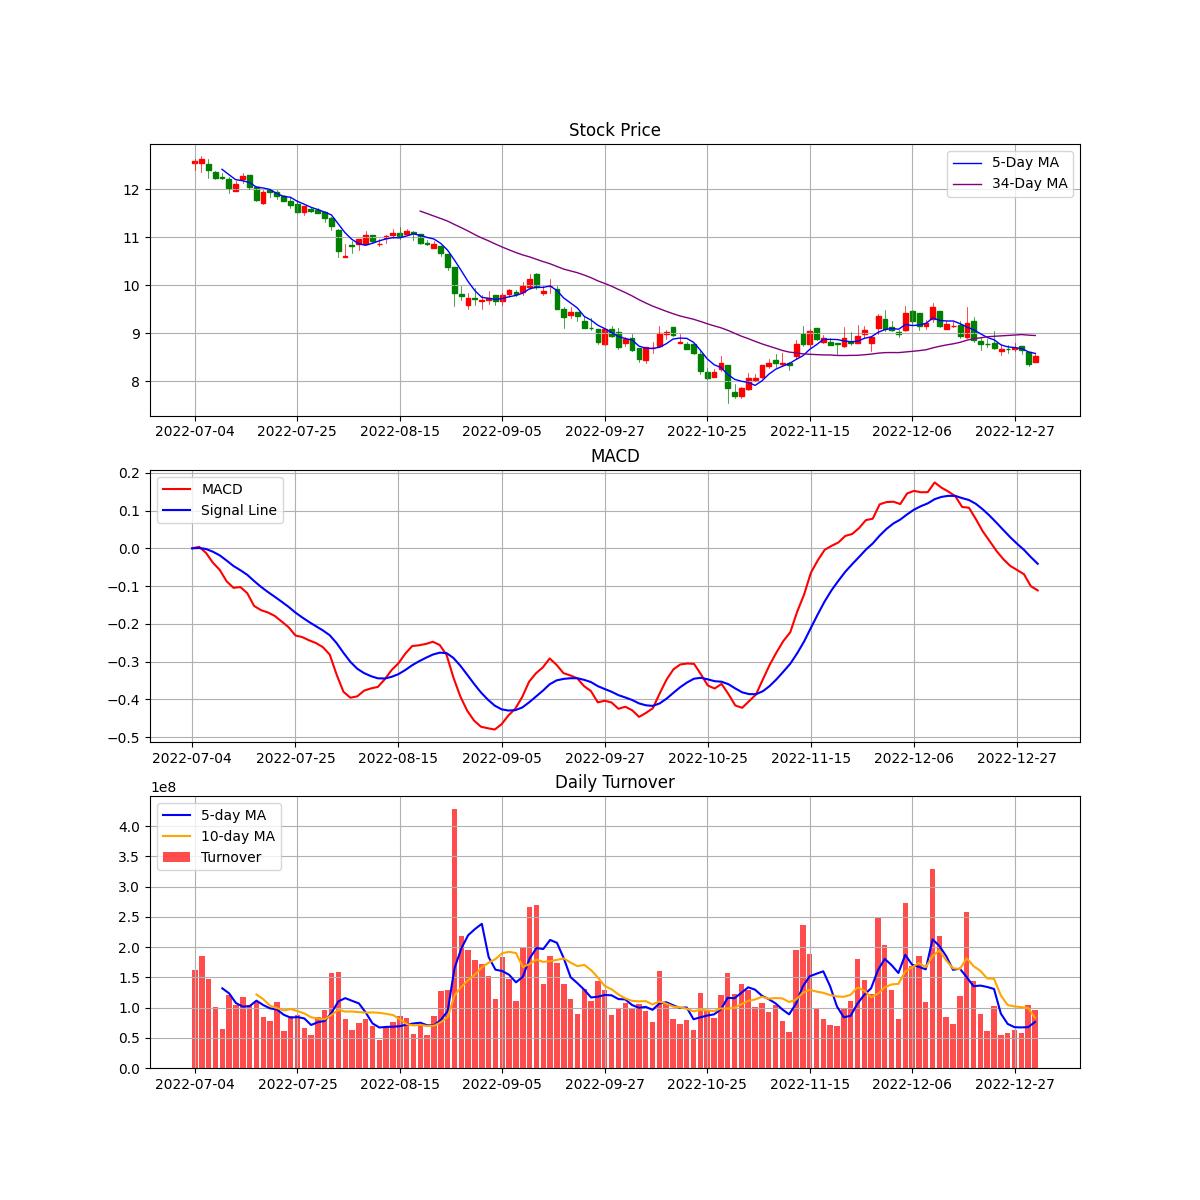 Stock Price
5-Day MA
34-Day MA
12
11
10
9
8
2022-07-04 2022-07-25 2022-08-15 2022-09-05 2022-09-27 2022-10-25 2022-11-15 2022-12-06 2022-12-27
MACD
MACD
Signal Line
0.2
0.1
0.0
−0.1
−0.2
−0.3
−0.4
−0.5
2022-07-04 2022-07-25 2022-08-15 2022-09-05 2022-09-27 2022-10-25 2022-11-15 2022-12-06 2022-12-27
Daily Turnover
1e8
5-day MA
10-day MA
Turnover
4.0
3.5
3.0
2.5
2.0
1.5
1.0
0.5
0.0
2022-07-04 2022-07-25 2022-08-15 2022-09-05 2022-09-27 2022-10-25 2022-11-15 2022-12-06 2022-12-27